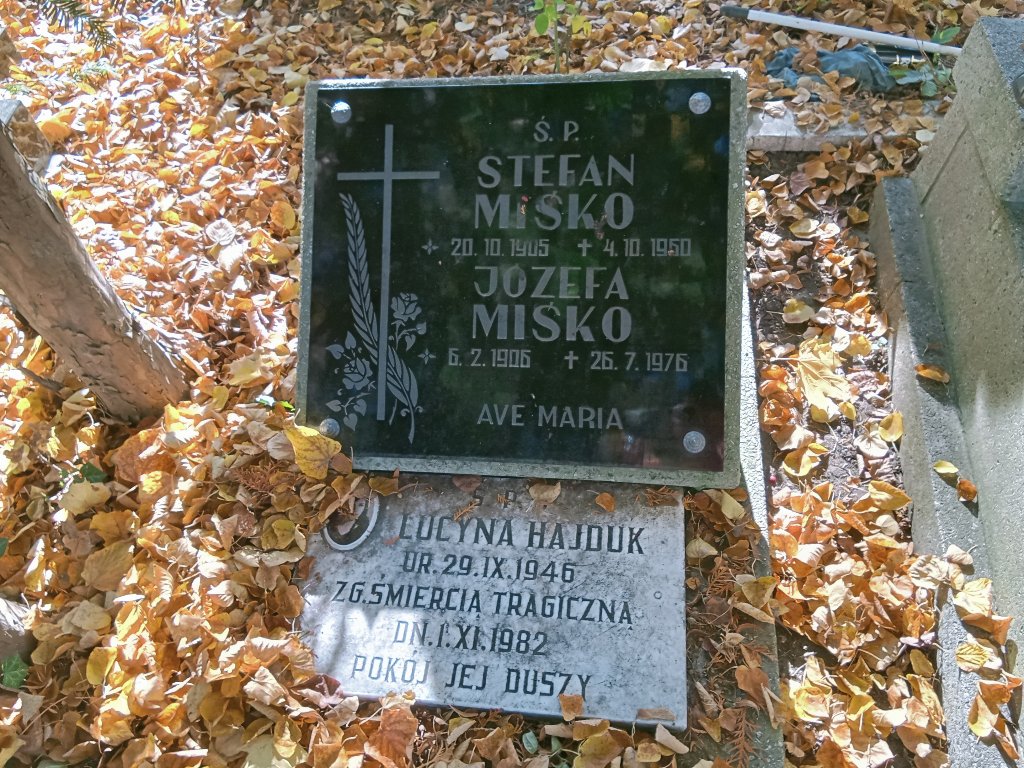 Ś. P.
STEFAN
MIŚKO
20. 10. 1905 4. 10. 1950
JÓZEFA
MIŚKO
6. 2. 1906 26. 7. 1976
AVE MARIA
Ś P.
LUCYNA HAJDUK
UR. 29. IX. 1946
ZG. ŚMIERCIĄ TRAGICZNĄ
DN. 1. XI. 1982
POKÓJ JEJ DUSZY